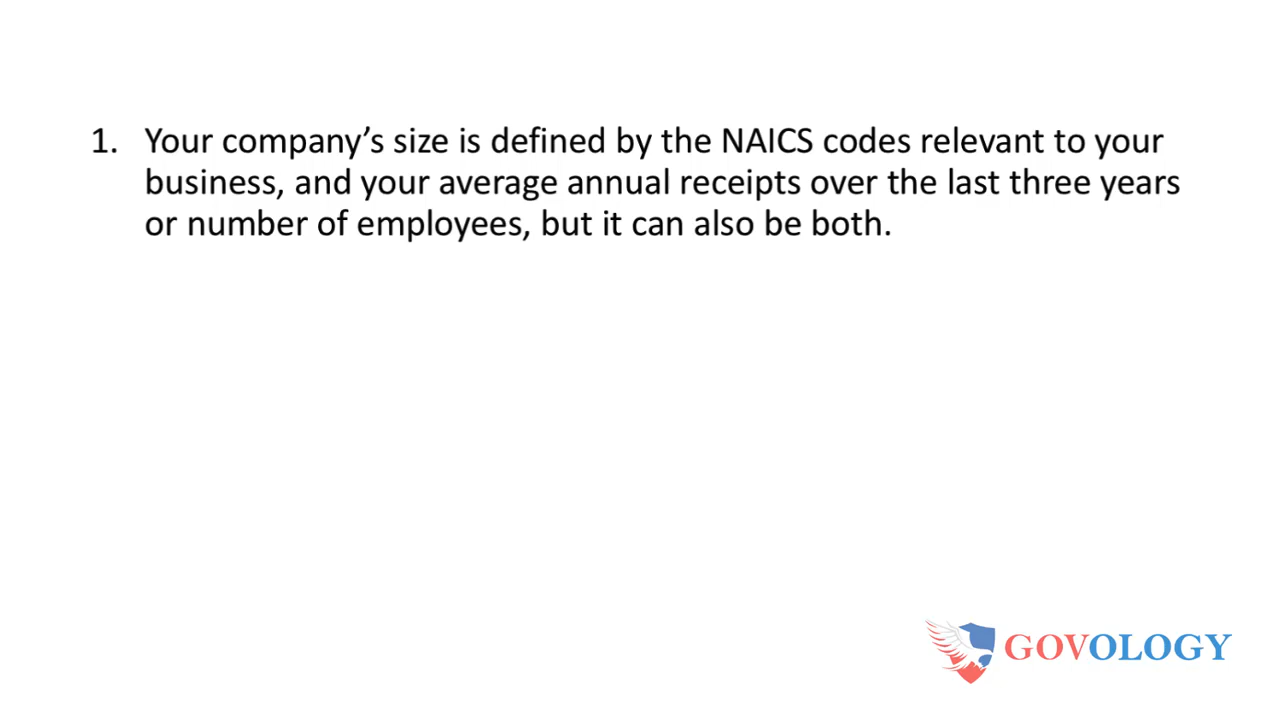 1. Your company’s size is defined by the NAICS codes relevant to your
business, and your average annual receipts over the last three years
or number of employees, but it can also be both.
GOVOLOGY